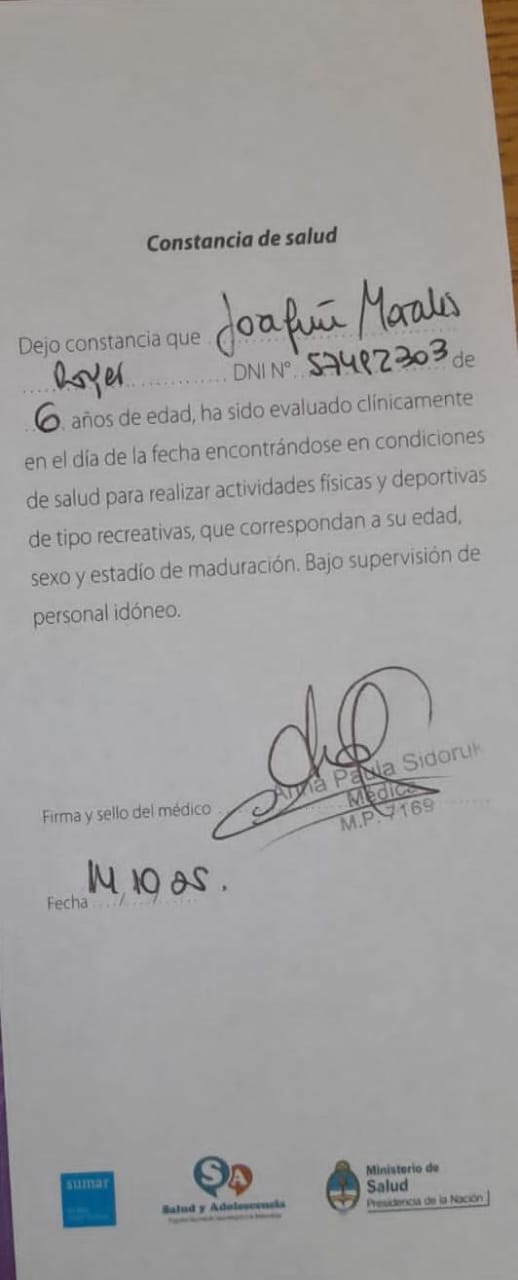 Constancia de salud
Dejo constancia que Joaquín Morales
Royer DNI Nº 57482303 de
6 años de edad, ha sido evaluado clínicamente
en el día de la fecha encontrándose en condiciones
de salud para realizar actividades físicas y deportivas
de tipo recreativas, que correspondan a su edad,
sexo y estadío de maduración. Bajo supervisión de
personal idóneo.
Paula Sidoruk
Médica
Firma y sello del médico
M.P. 7169
Fecha 14/10/25.
sumar
SA
Salud y Adolescencia
Ministerio de
Salud
Presidencia de la Nación